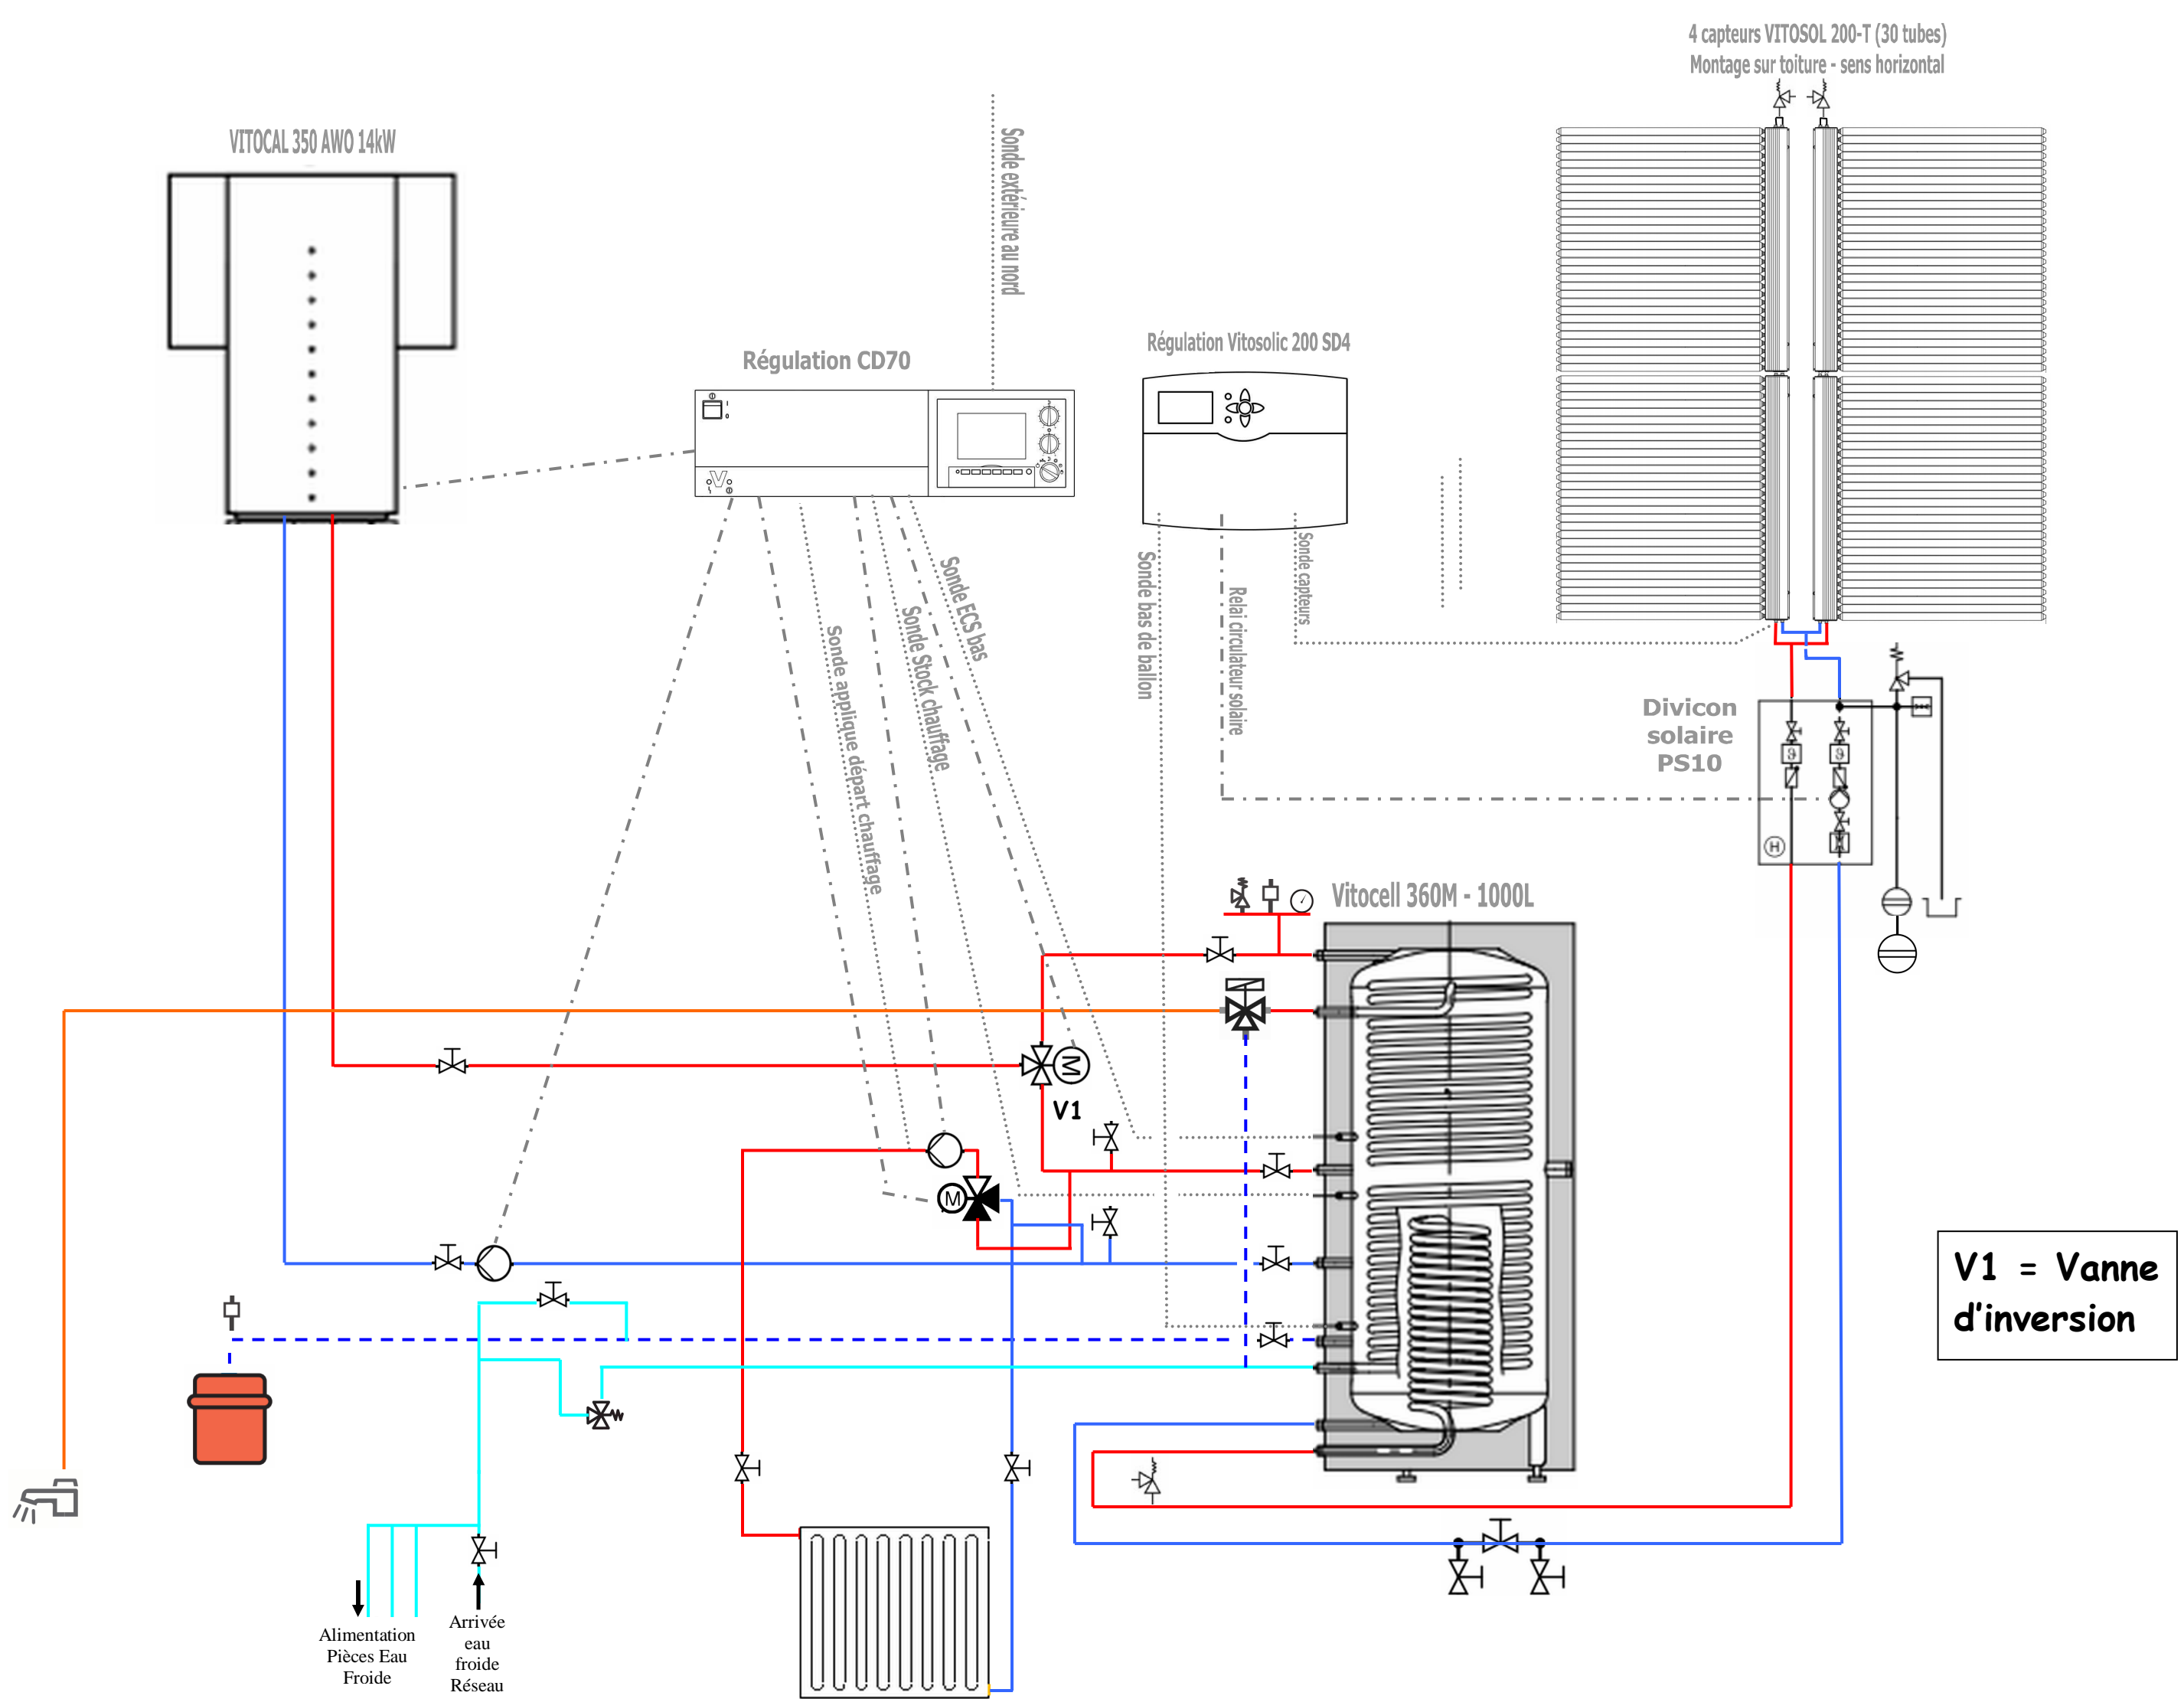 4 capteurs VITOSOL 200-T (30 tubes)
Montage sur toiture - sens horizontal
VITOCAL 350 AWO 14kW
Sonde extérieure au nord
Régulation CD70
Régulation Vitosolic 200 SD4
Sonde ECS bas
Sonde Stock chauffage
Sonde applique départ chauffage
Sonde bas de ballon
Relai circulateur solaire
Sonde capteurs
Divicon
solaire
PS10
H
Vitocell 360M - 1000L
M
V1
M
V1 = Vanne
d'inversion
Alimentation
Pièces Eau
Froide
Arrivée
eau
froide
Réseau